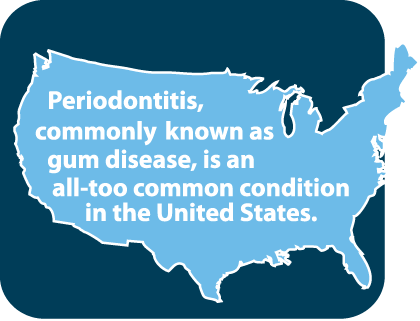 Periodontitis,
commonly known as
gum disease, is an
all-too common condition
in the United States.